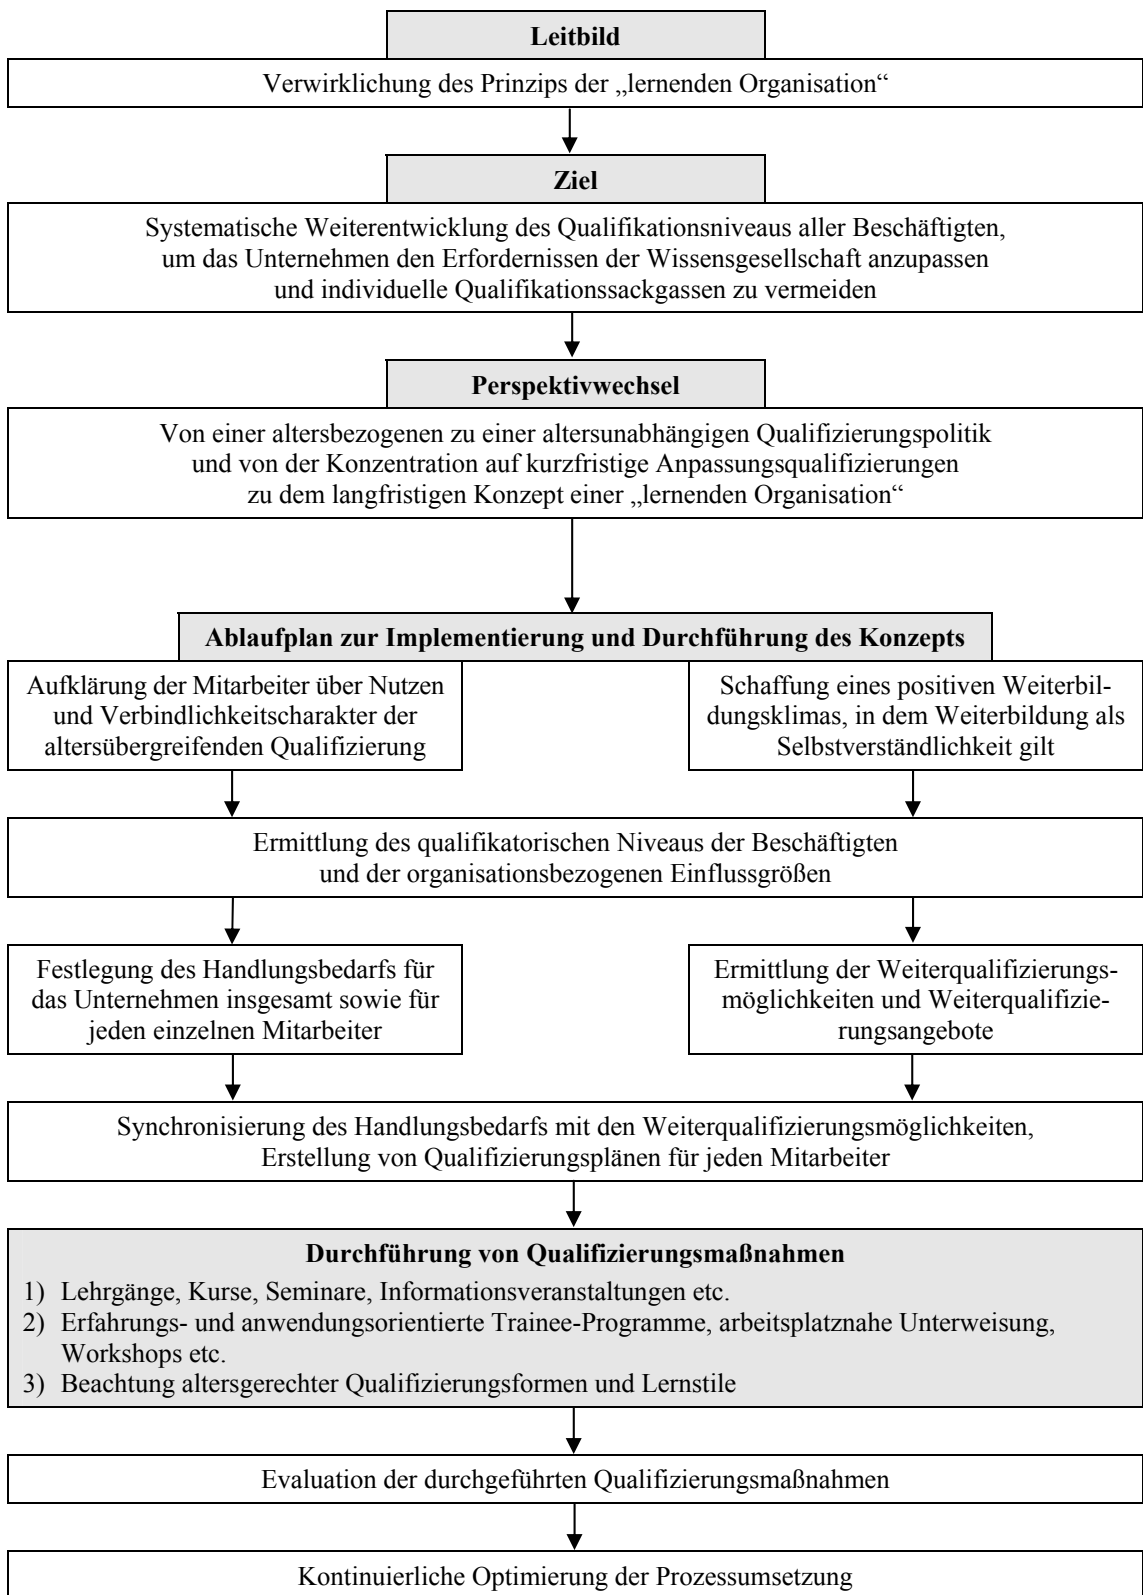 Leitbild
Verwirklichung des Prinzips der „lernenden Organisation“
Ziel
Systematische Weiterentwicklung des Qualifikationsniveaus aller Beschäftigten,
um das Unternehmen den Erfordernissen der Wissensgesellschaft anzupassen
und individuelle Qualifikationssackgassen zu vermeiden
Perspektivwechsel
Von einer altersbezogenen zu einer altersunabhängigen Qualifizierungspolitik
und von der Konzentration auf kurzfristige Anpassungsqualifizierungen
zu dem langfristigen Konzept einer „lernenden Organisation“
Ablaufplan zur Implementierung und Durchführung des Konzepts
Aufklärung der Mitarbeiter über Nutzen
und Verbindlichkeitscharakter der
altersübergreifenden Qualifizierung
Schaffung eines positiven Weiterbil-
dungsklimas, in dem Weiterbildung als
Selbstverständlichkeit gilt
Ermittlung des qualifikatorischen Niveaus der Beschäftigten
und der organisationsbezogenen Einflussgrößen
Festlegung des Handlungsbedarfs für
das Unternehmen insgesamt sowie für
jeden einzelnen Mitarbeiter
Ermittlung der Weiterqualifizierungs-
möglichkeiten und Weiterqualifizie-
rungsangebote
Synchronisierung des Handlungsbedarfs mit den Weiterqualifizierungsmöglichkeiten,
Erstellung von Qualifizierungsplänen für jeden Mitarbeiter
Durchführung von Qualifizierungsmaßnahmen
1) Lehrgänge, Kurse, Seminare, Informationsveranstaltungen etc.
2) Erfahrungs- und anwendungsorientierte Trainee-Programme, arbeitsplatznahe Unterweisung,
Workshops etc.
3) Beachtung altersgerechter Qualifizierungsformen und Lernstile
Evaluation der durchgeführten Qualifizierungsmaßnahmen
Kontinuierliche Optimierung der Prozessumsetzung